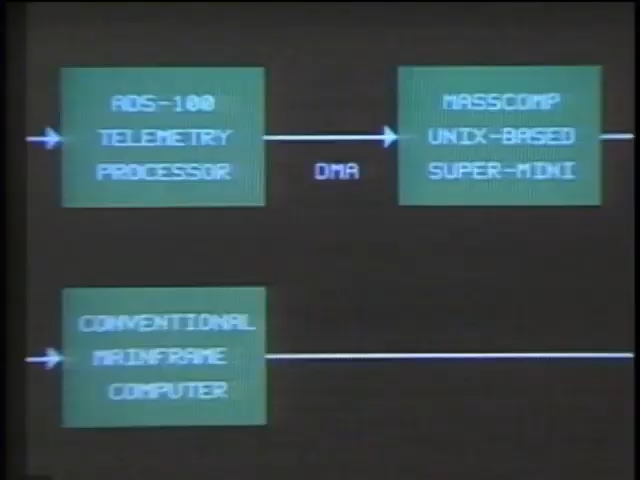 ADS-100
TELEMETRY
PROCESSOR
DMA
MASSCOMP
UNIX-BASED
SUPER-MINI
CONVENTIONAL
MAINFRAME
COMPUTER